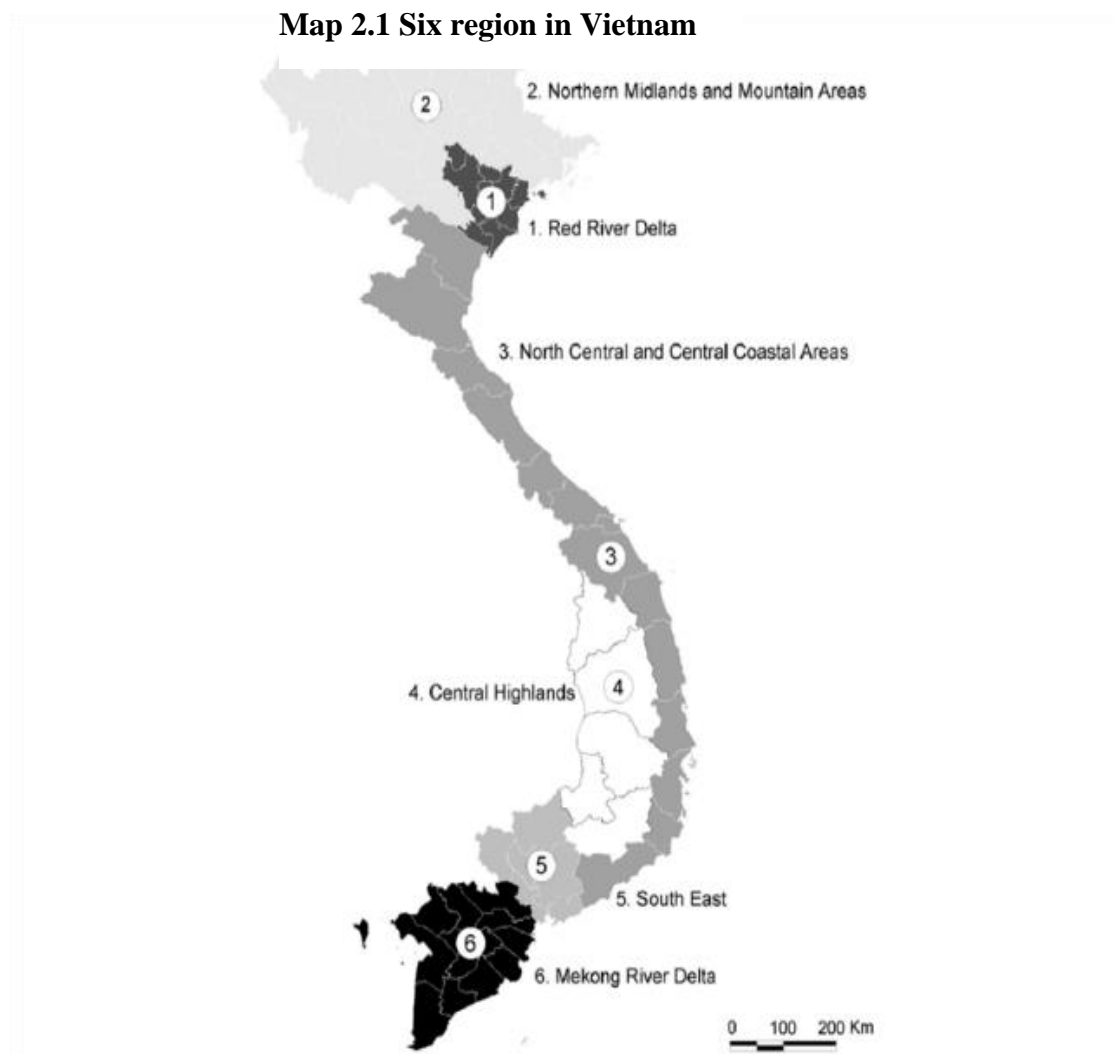 Map 2.1 Six region in Vietnam
2
2. Northern Midlands and Mountain Areas
1
1. Red River Delta
3. North Central and Central Coastal Areas
3
4. Central Highlands
4
5
5. South East
6
6. Mekong River Delta
0 100 200 Km